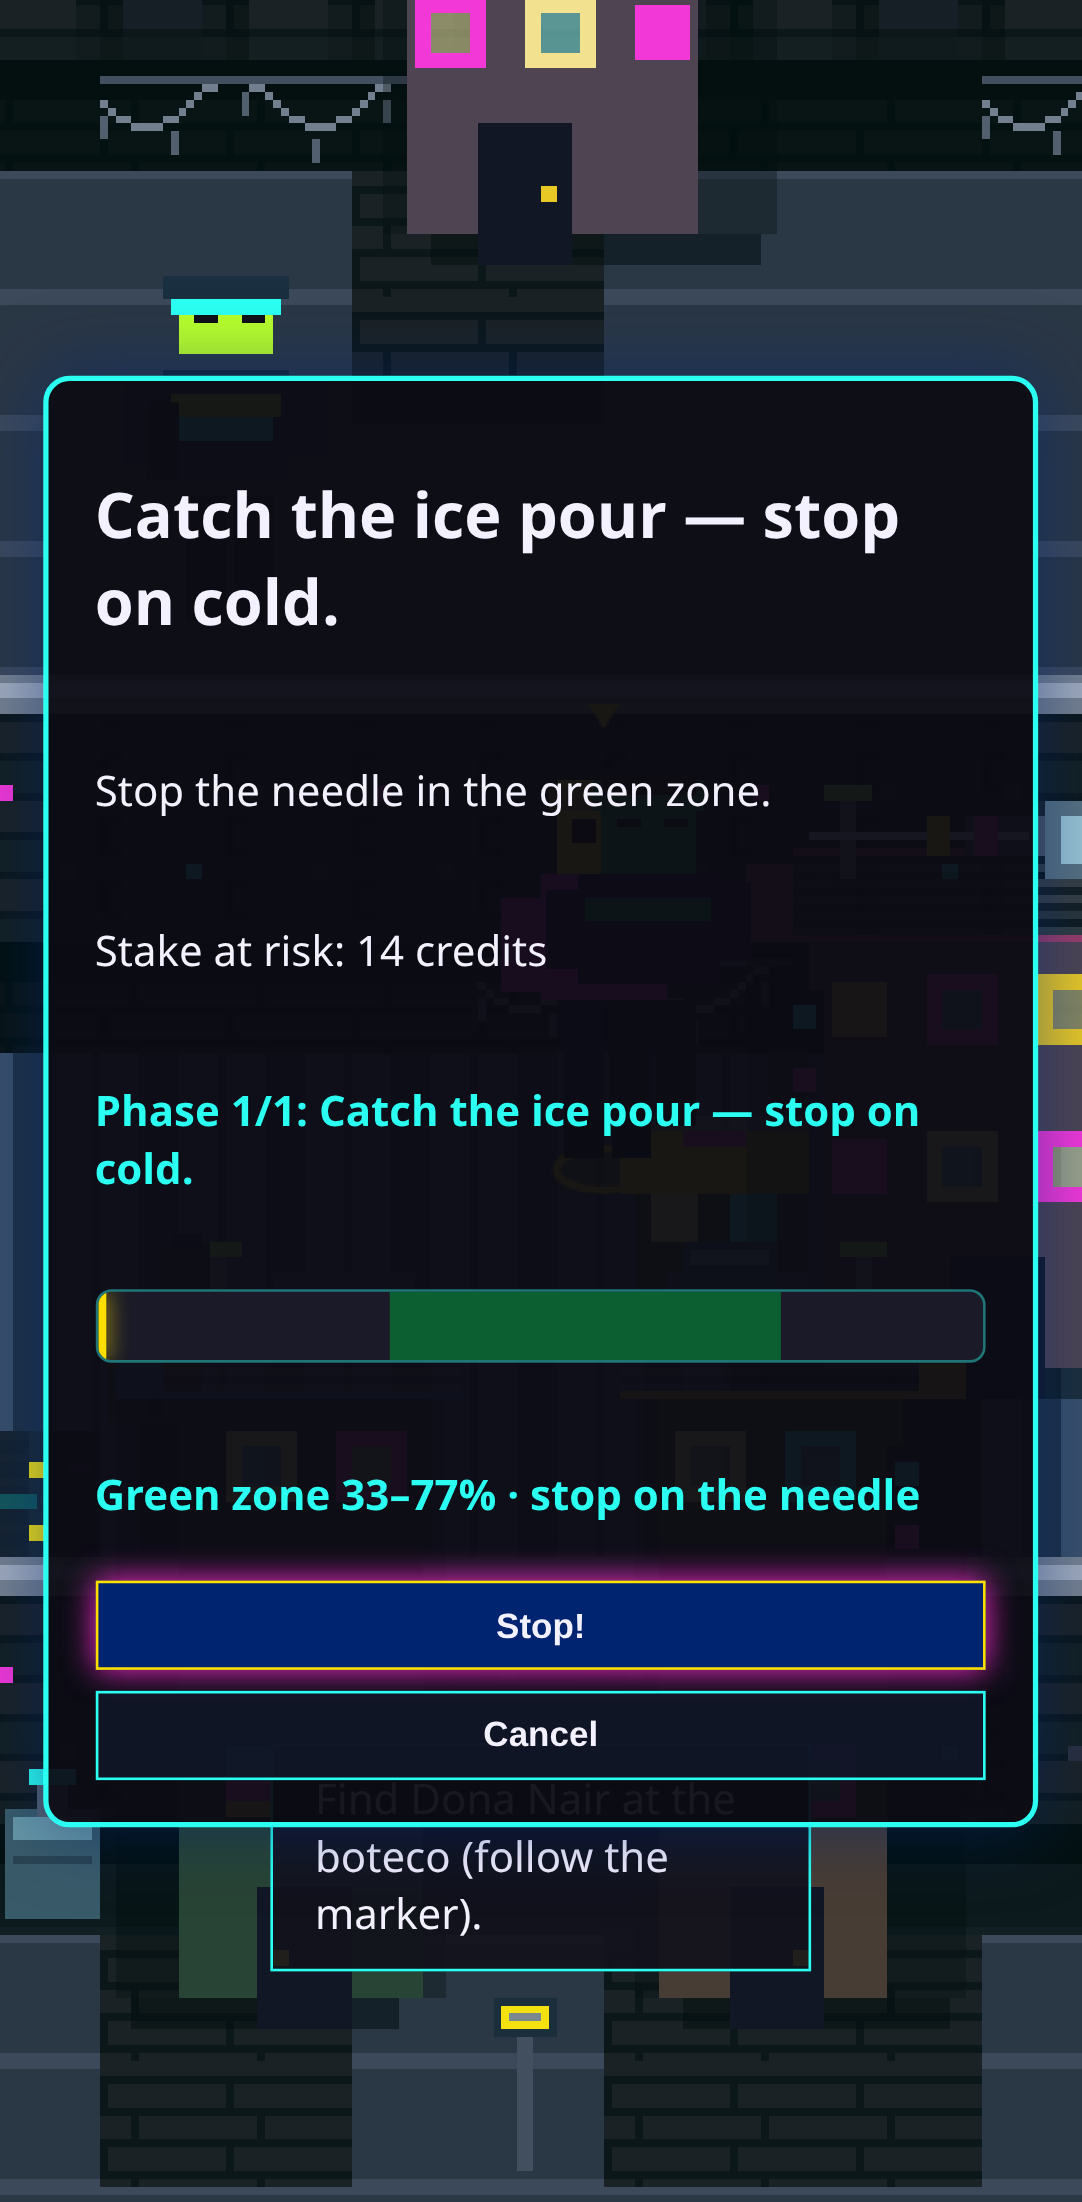 Catch the ice pour — stop
on cold.
Stop the needle in the green zone.
Stake at risk: 14 credits
Phase 1/1: Catch the ice pour — stop on
cold.
Green zone 33–77% · stop on the needle
Stop!
Cancel
Find Dona Nair at the
boteco (follow the
marker).